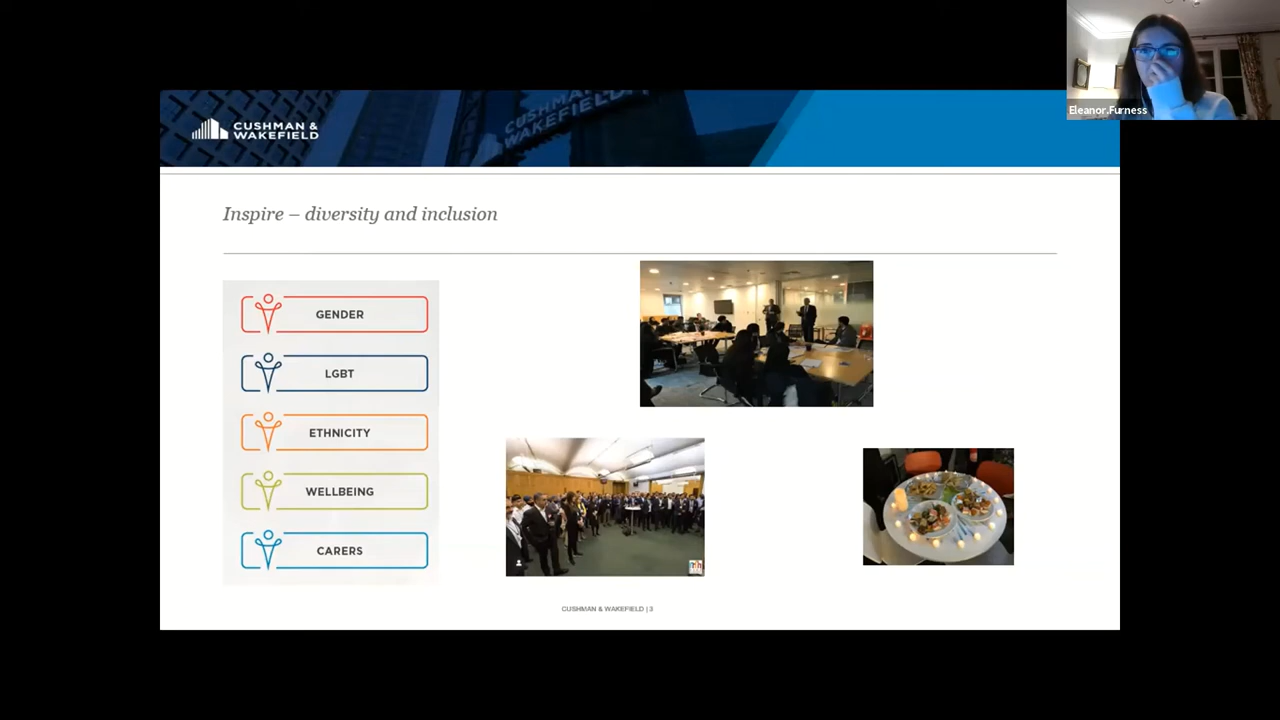 Eleanor.Furness
CUSHMAN &
WAKEFIELD
CUSHMAN &
WAKEFIELD
Inspire – diversity and inclusion
GENDER
LGBT
ETHNICITY
WELLBEING
CARERS
CUSHMAN & WAKEFIELD | 3